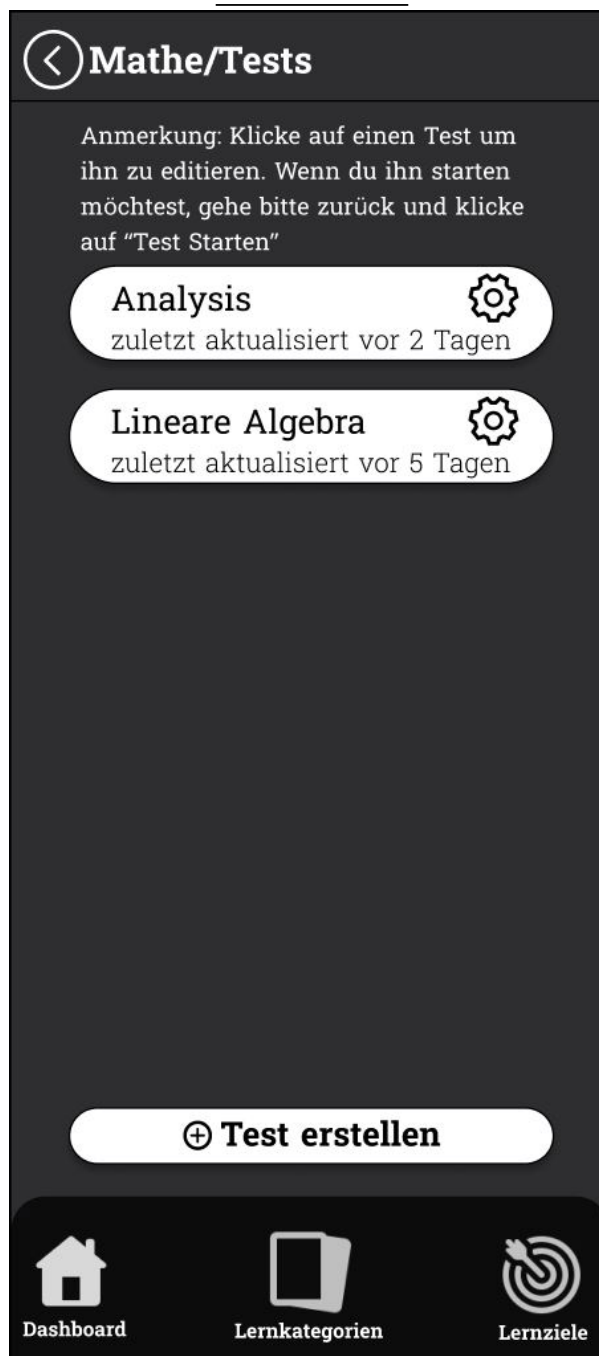 Mathe/Tests
Anmerkung: Klicke auf einen Test um
ihn zu editieren. Wenn du ihn starten
möchtest, gehe bitte zurück und klicke
auf “Test Starten”
Analysis
zuletzt aktualisiert vor 2 Tagen
Lineare Algebra
zuletzt aktualisiert vor 5 Tagen
Test erstellen
Dashboard
Lernkategorien
Lernziele